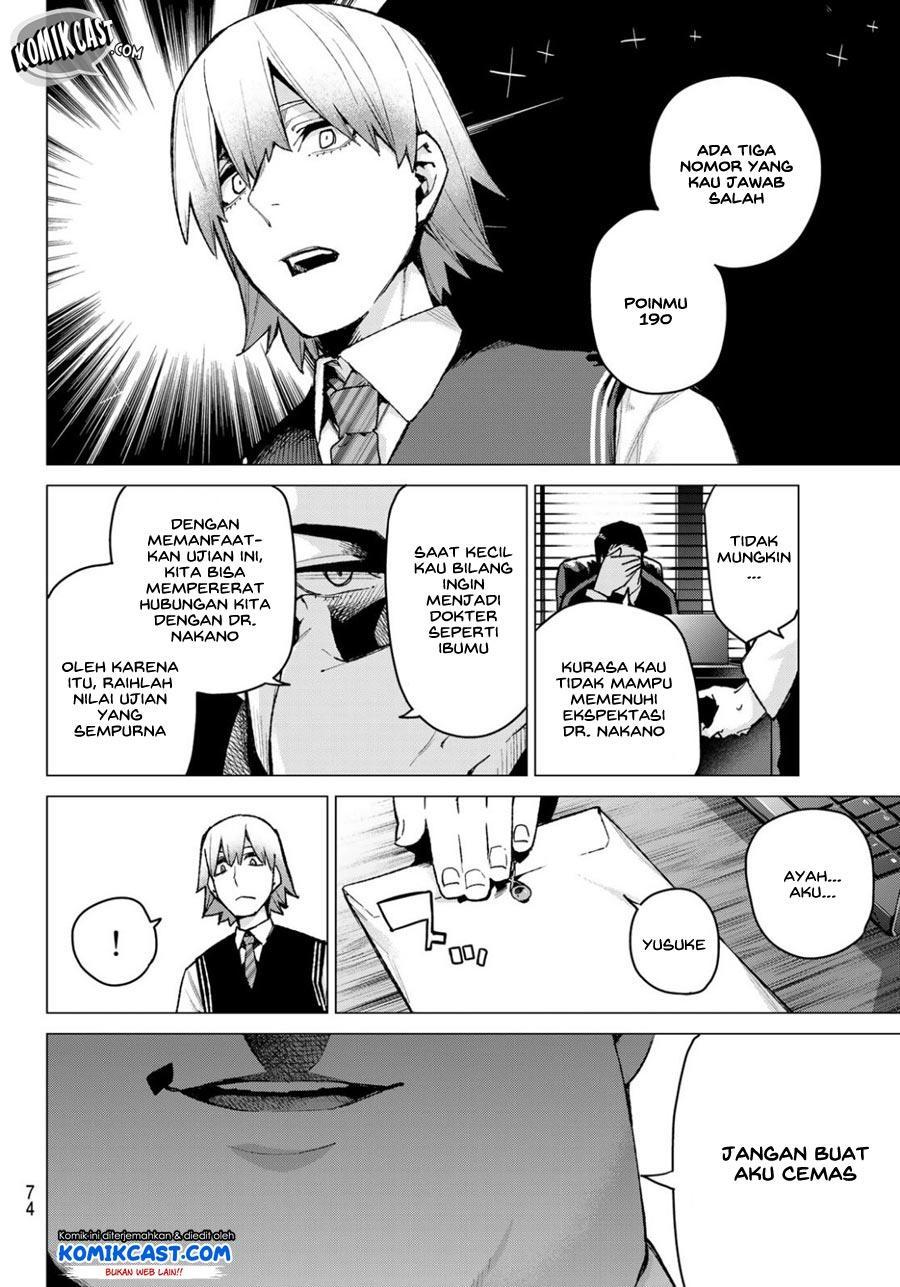 KOMIKCAST.COM
ADA TIGA
NOMOR YANG
KAU JAWAB
SALAH
POINMU
190
TIDAK
MUNGKIN
...
KURASA KAU
TIDAK MAMPU
MEMENUHI
EKSPEKTASI
DR. NAKANO
SAAT KECIL
KAU BILANG
INGIN
MENJADI
DOKTER
SEPERTI
IBUMU
DENGAN
MEMANFAAT-
KAN UJIAN INI,
KITA BISA
MEMPERERAT
HUBUNGAN KITA
DENGAN DR.
NAKANO
OLEH KARENA
ITU, RAIHLAH
NILAI UJIAN
YANG
SEMPURNA
AYAH...
AKU...
YUSUKE
!
JANGAN BUAT
AKU CEMAS
74
Komik ini diterjemahkan & diedit oleh
KOMIKCAST.COM
BUKAN WEB LAIN!!